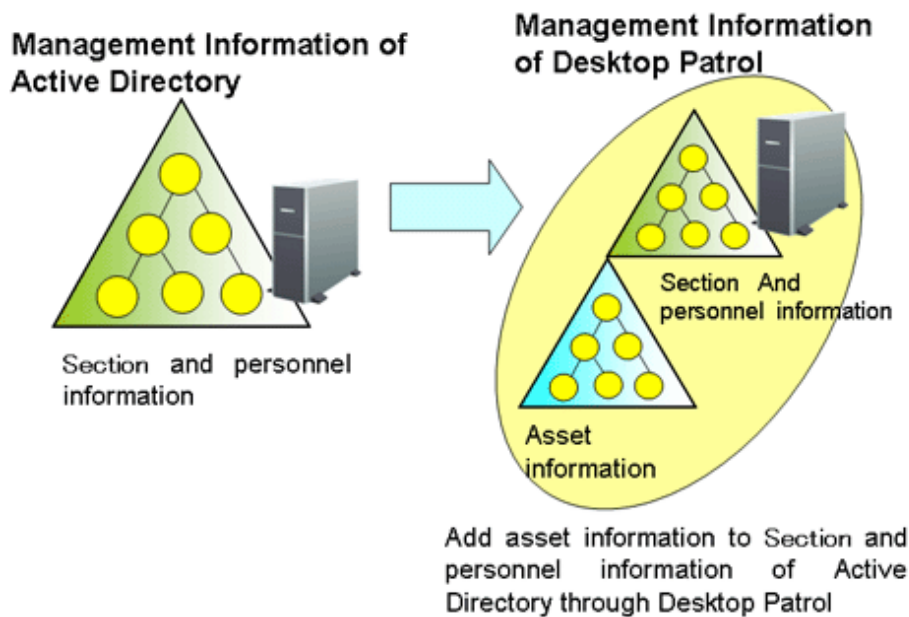 Management Information of
Active Directory
Section and personnel
information
Management Information
of Desktop Patrol
Section And
personnel information
Asset
information
Add asset information to Section and
personnel information of Active
Directory through Desktop Patrol